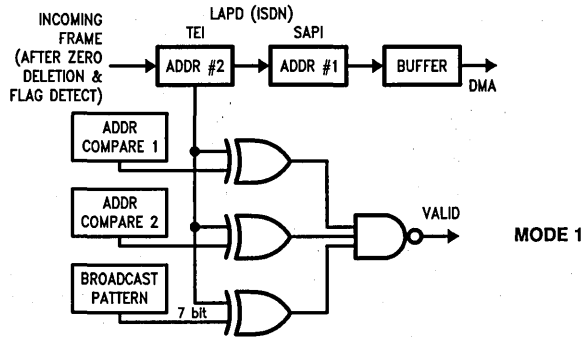 LAPD (ISDN)
INCOMING
FRAME
(AFTER ZERO
DELETION &
FLAG DETECT)
TEI
SAPI
ADDR #2
ADDR #1
BUFFER
DMA
ADDR
COMPARE 1
ADDR
COMPARE 2
BROADCAST
PATTERN
7 bit
VALID
MODE 1